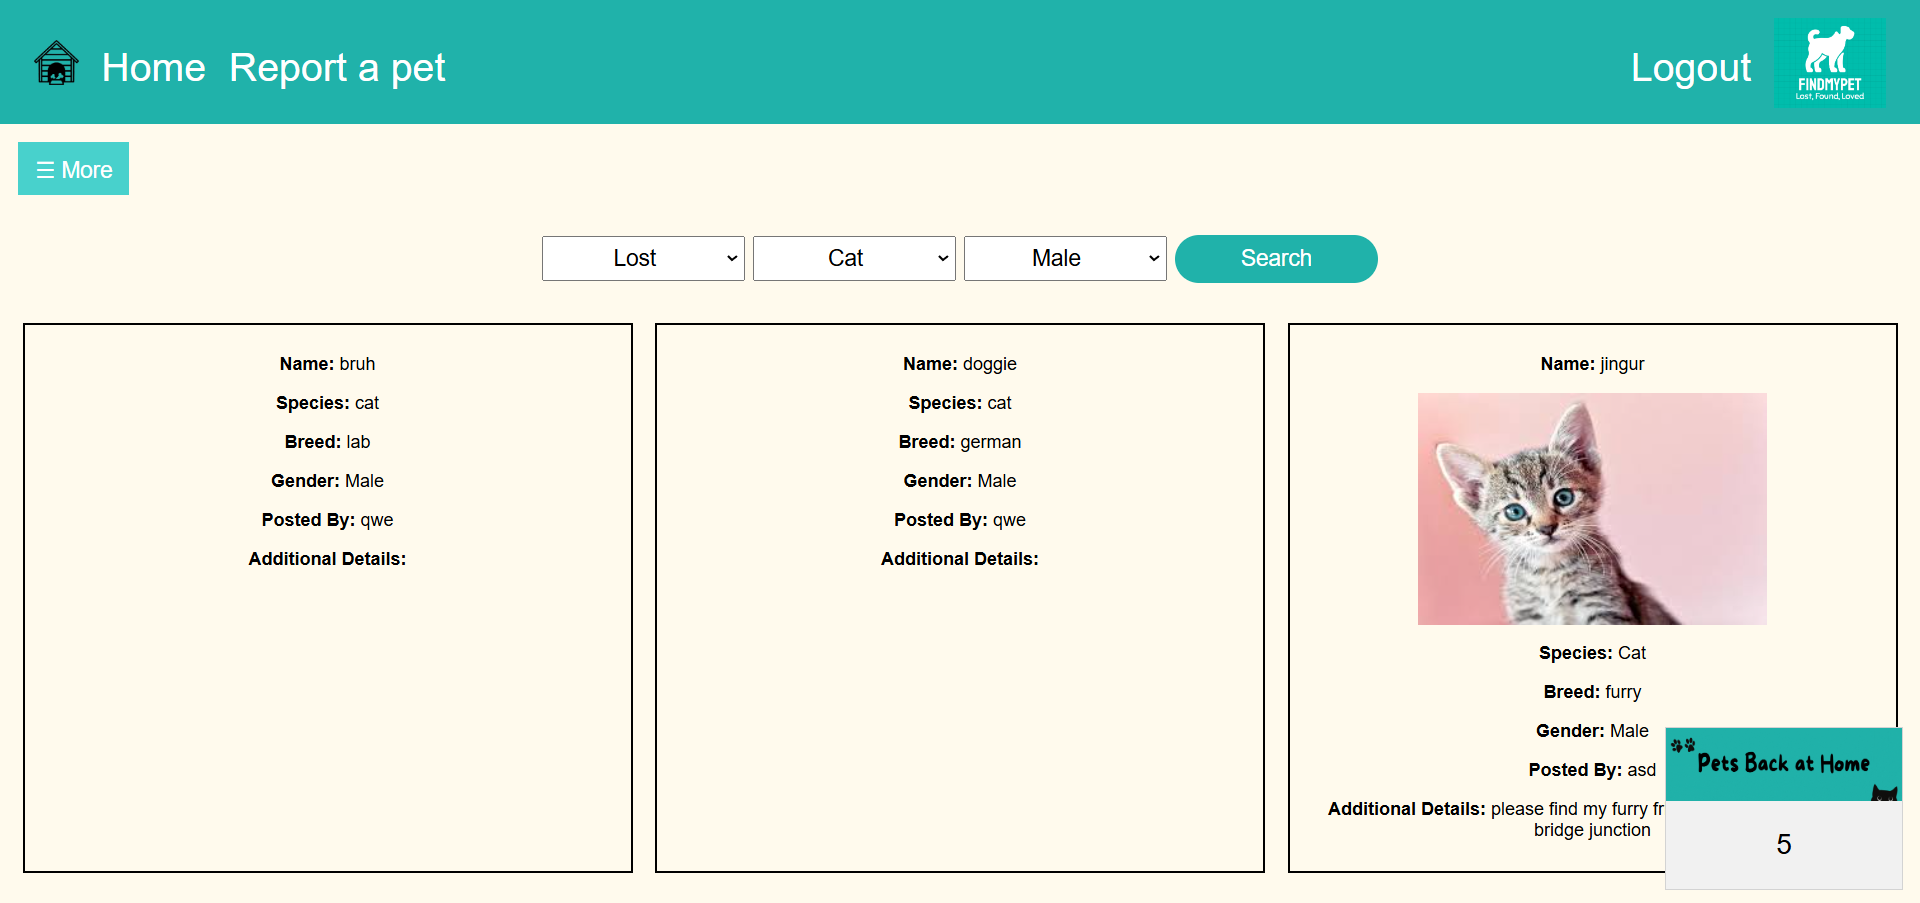 Home Report a pet
Logout
FINDMYPET
Lost, Found, Loved
☰ More
Lost
Cat
Male
Search
Name: bruh
Species: cat
Breed: lab
Gender: Male
Posted By: qwe
Additional Details:
Name: doggie
Species: cat
Breed: german
Gender: Male
Posted By: qwe
Additional Details:
Name: jingur
Species: Cat
Breed: furry
Gender: Male
Posted By: asd
Additional Details: please find my furry fr
bridge junction
Pets Back at Home
5